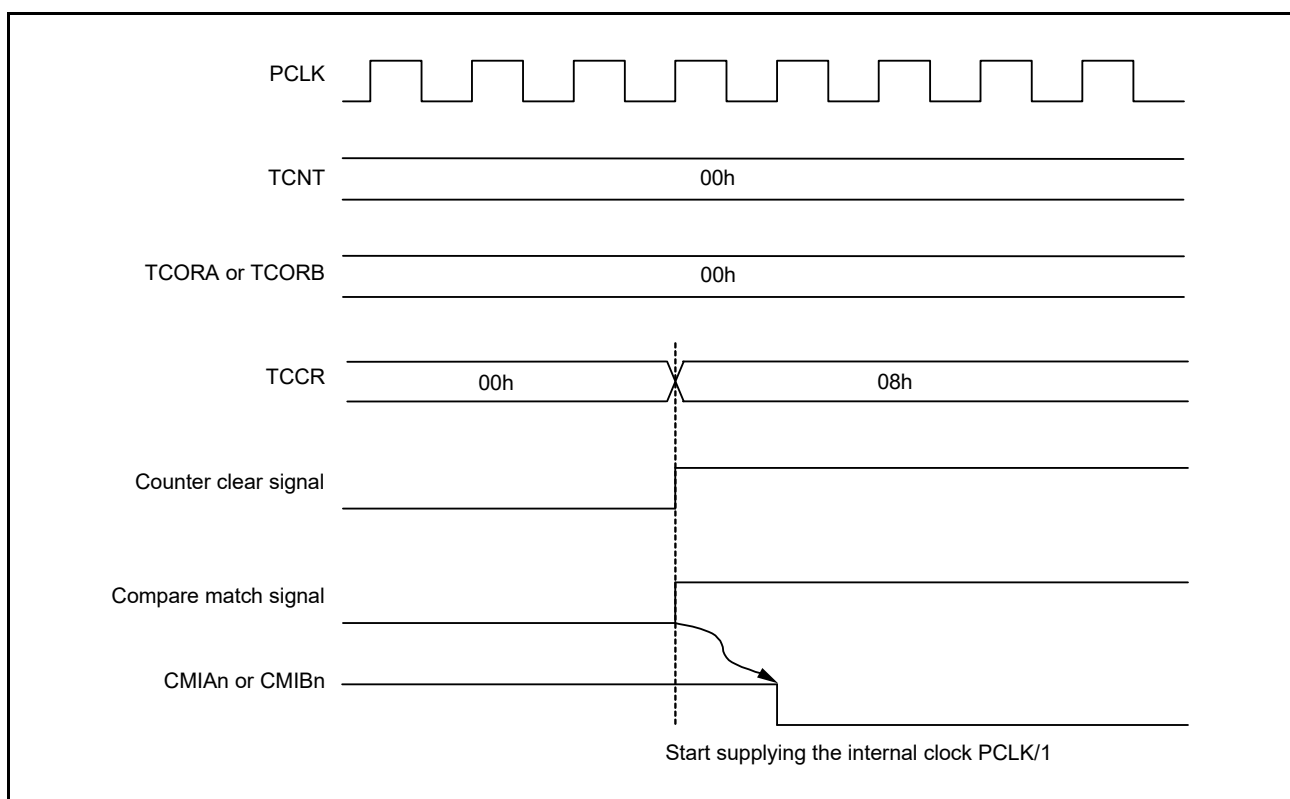 PCLK
TCNT
00h
TCORA or TCORB
00h
TCCR
00h
08h
Counter clear signal
Compare match signal
CMIAn or CMIBn
Start supplying the internal clock PCLK/1